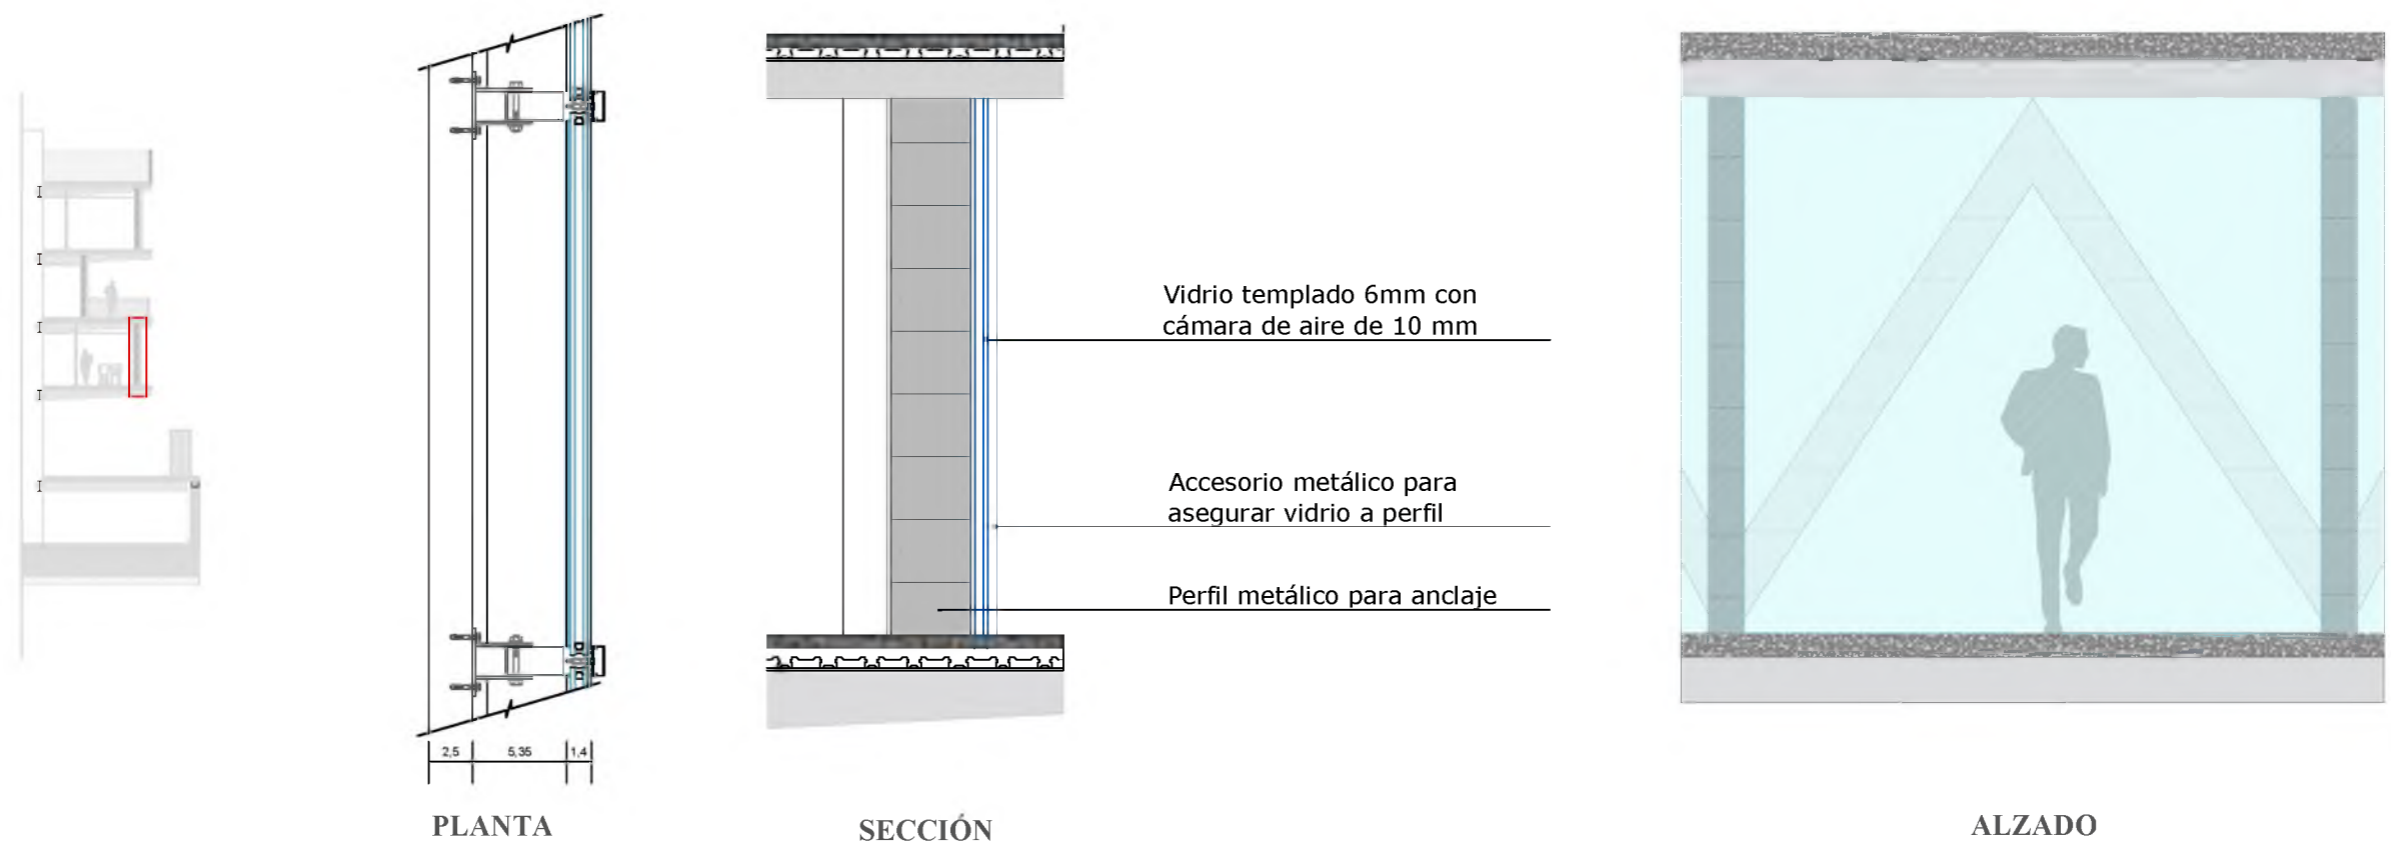 Vidrio templado 6mm con
cámara de aire de 10 mm
Accesorio metálico para
asegurar vidrio a perfil
Perfil metálico para anclaje
2,5 5,35 1,4
PLANTA
SECCIÓN
ALZADO